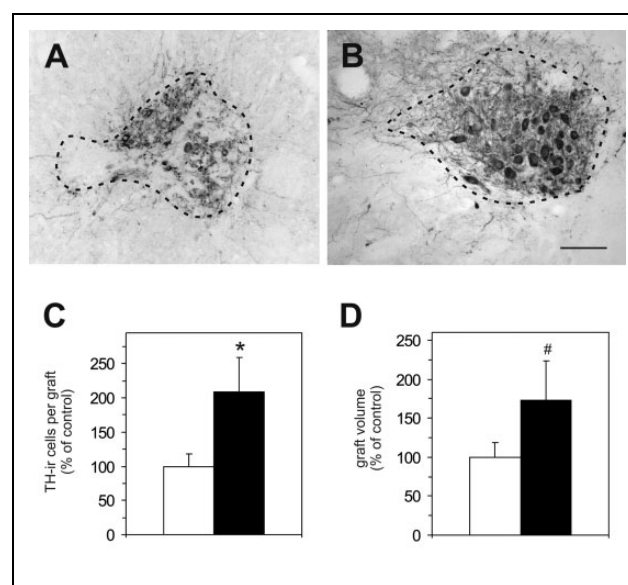 A
B
C
TH-ir cells per graft
(% of control)
250
200
150
100
50
0
*
D
graft volume
(% of control)
250
200
150
100
50
0
#